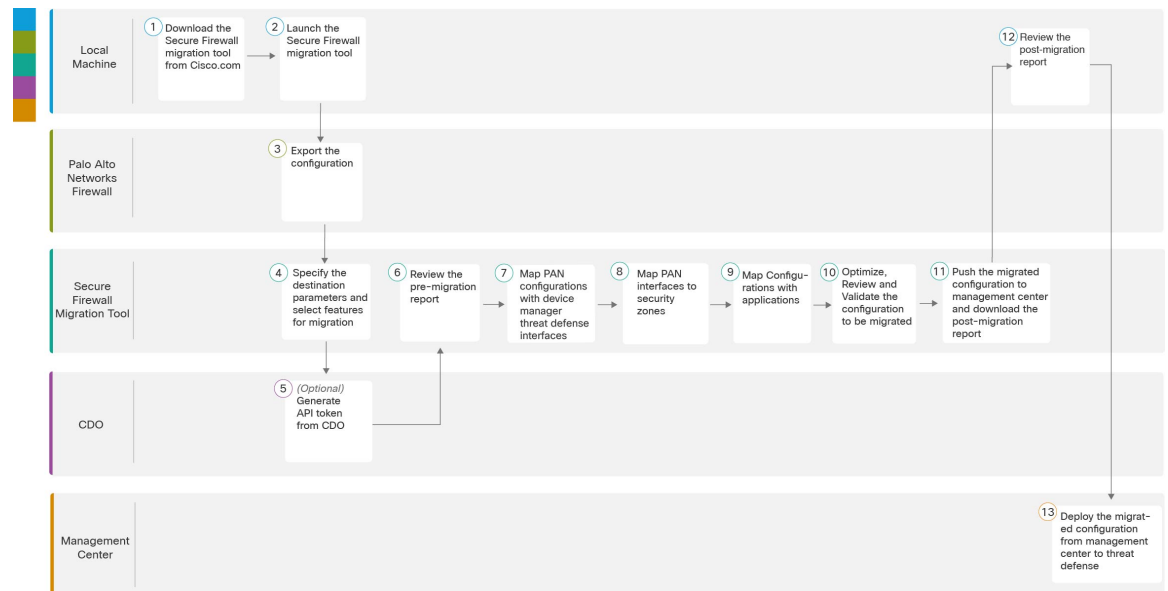 Local
Machine
1
Download the
Secure Firewall
migration tool
from Cisco.com
2
Launch the
Secure Firewall
migration tool
12
Review the
post-migration
report
Palo Alto
Networks
Firewall
3
Export the
configuration
Secure
Firewall
Migration Tool
4
Specify the
destination
parameters and
select features
for migration
6
Review the
pre-migration
report
7
Map PAN
configurations
with device
manager
threat defense
interfaces
8
Map PAN
interfaces to
security
zones
9
Map Configu-
rations with
applications
10
Optimize,
Review and
Validate the
configuration
to be migrated
11
Push the migrated
configuration to
management center
and download the
post-migration
report
CDO
5
(Optional)
Generate
API token
from CDO
Management
Center
13
Deploy the migrat-
ed configuration
from management
center to threat
defense